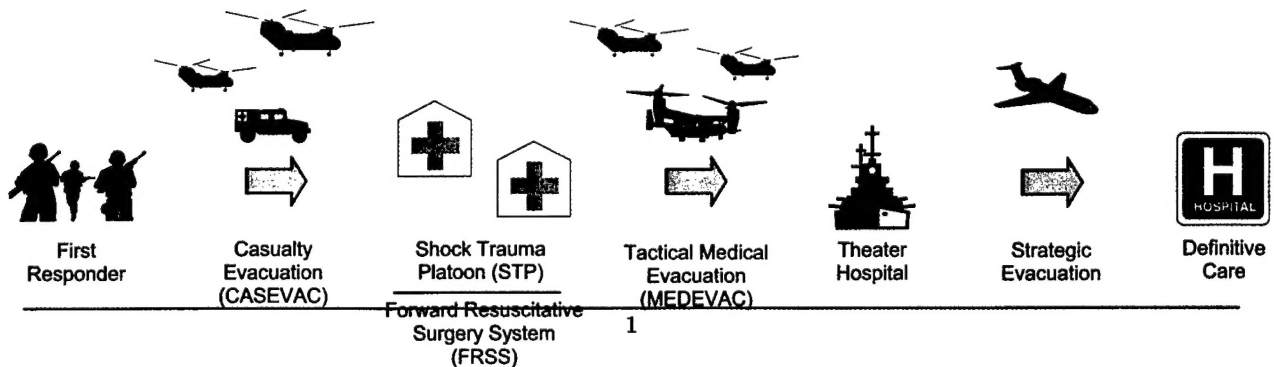 H
HOSPITAL
First
Responder
Casualty
Evacuation
(CASEVAC)
Shock Trauma
Platoon (STP)
Forward Resuscitative
Surgery System
(FRSS)
Tactical Medical
Evacuation
(MEDEVAC)
Theater
Hospital
Strategic
Evacuation
Definitive
Care
1